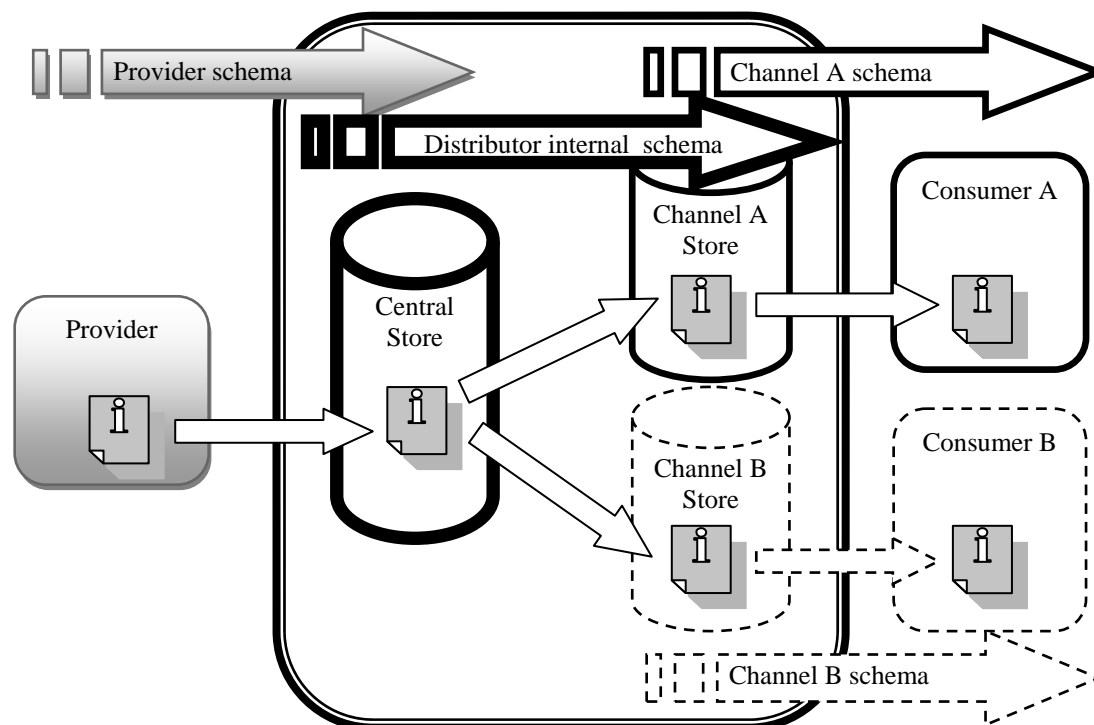 Provider schema
Channel A schema
Distributor internal schema
Channel A
Store
Consumer A
Central
Store
Provider
i
i
i
i
Channel B
Store
Consumer B
i
i
Channel B schema